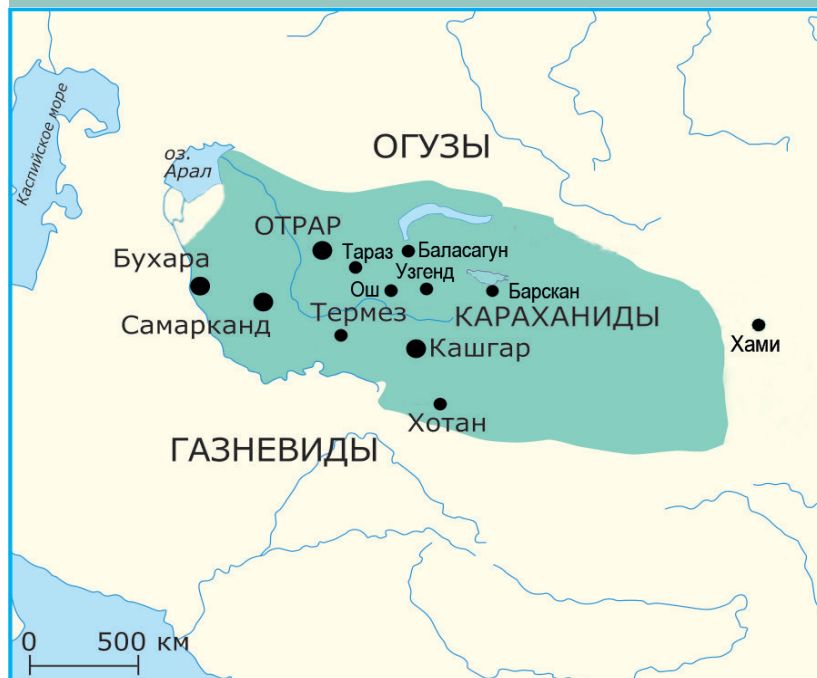 Каспийское море
оз.
Арал
ОГУЗЫ
ОТРАР
Тараз
Баласагун
Бухара
Узгенд
Ош
Барскан
Самарканд
Термез
КАРАХАНИДЫ
Кашгар
Хами
Хотан
ГАЗНЕВИДЫ
0 500 км